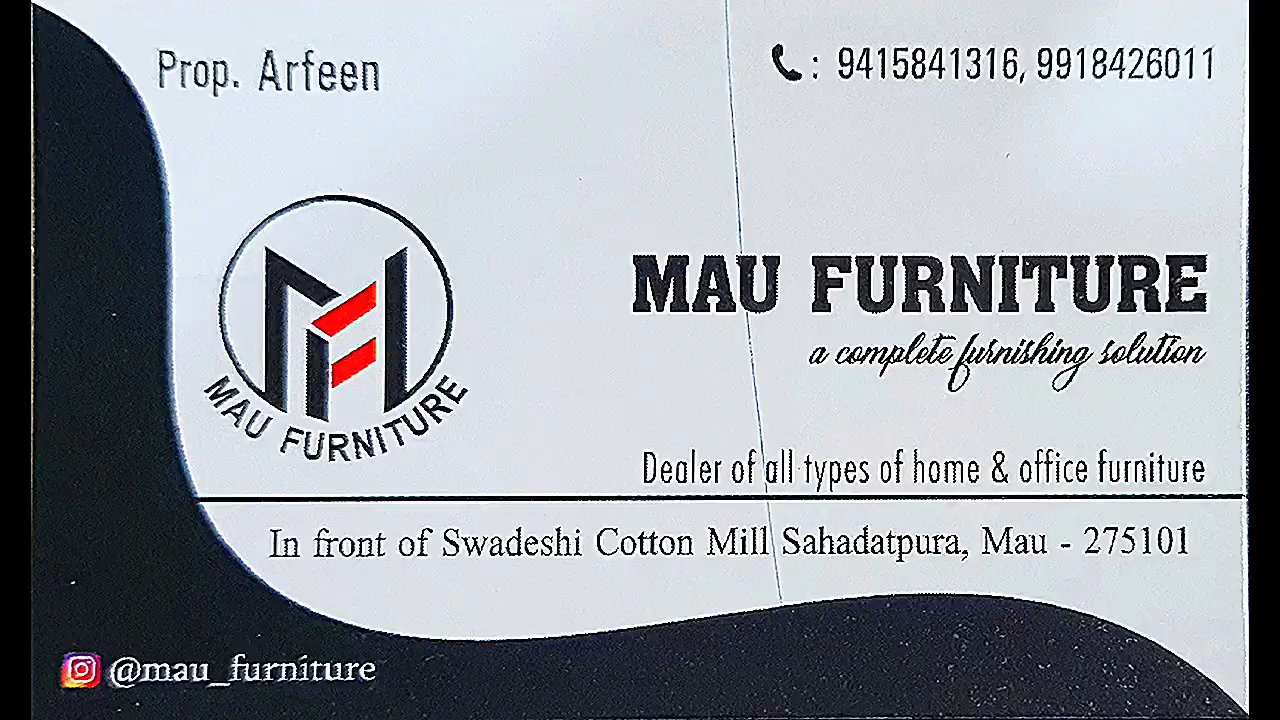 Prop. Arfeen
: 9415841316, 9918426011
MAU FURNITURE
MAU FURNITURE
a complete furnishing solution
Dealer of all types of home & office furniture
In front of Swadeshi Cotton Mill Sahadatpura, Mau - 275101
@mau_furniture